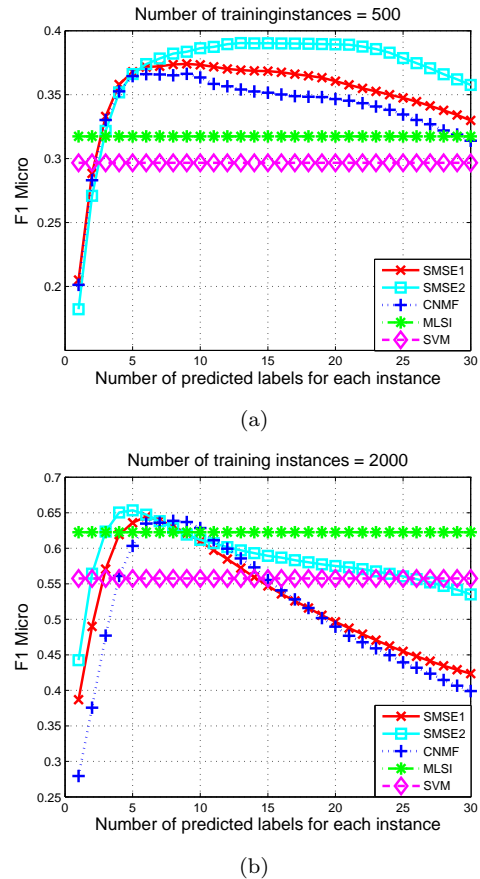 Number of traininginstances = 500
0.4
0.35
0.3
0.25
0.2
F1 Micro
SMSE1
SMSE2
CNMF
MLSI
SVM
0 5 10 15 20 25 30
Number of predicted labels for each instance
(a)
Number of training instances = 2000
0.7
0.65
0.6
0.55
0.5
0.45
0.4
0.35
0.3
0.25
F1 Micro
SMSE1
SMSE2
CNMF
MLSI
SVM
0 5 10 15 20 25 30
Number of predicted labels for each instance
(b)